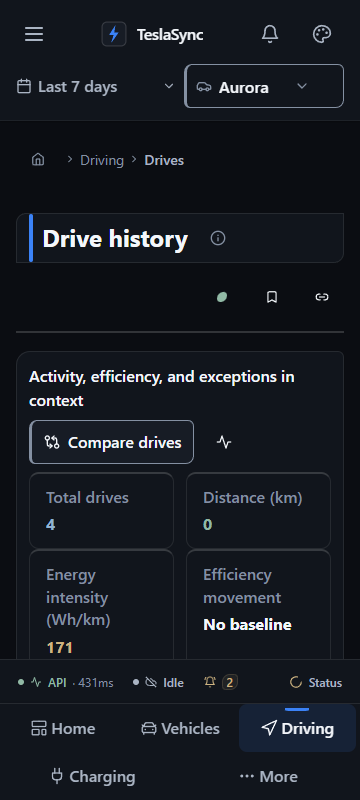 TeslaSync
Last 7 days
Aurora
Driving
Drives
Drive history
Activity, efficiency, and exceptions in
context
Compare drives
Total drives
4
Distance (km)
0
Energy
intensity
(Wh/km)
171
Efficiency
movement
No baseline
API · 431ms
Idle
2
Status
Home
Vehicles
Driving
Charging
More